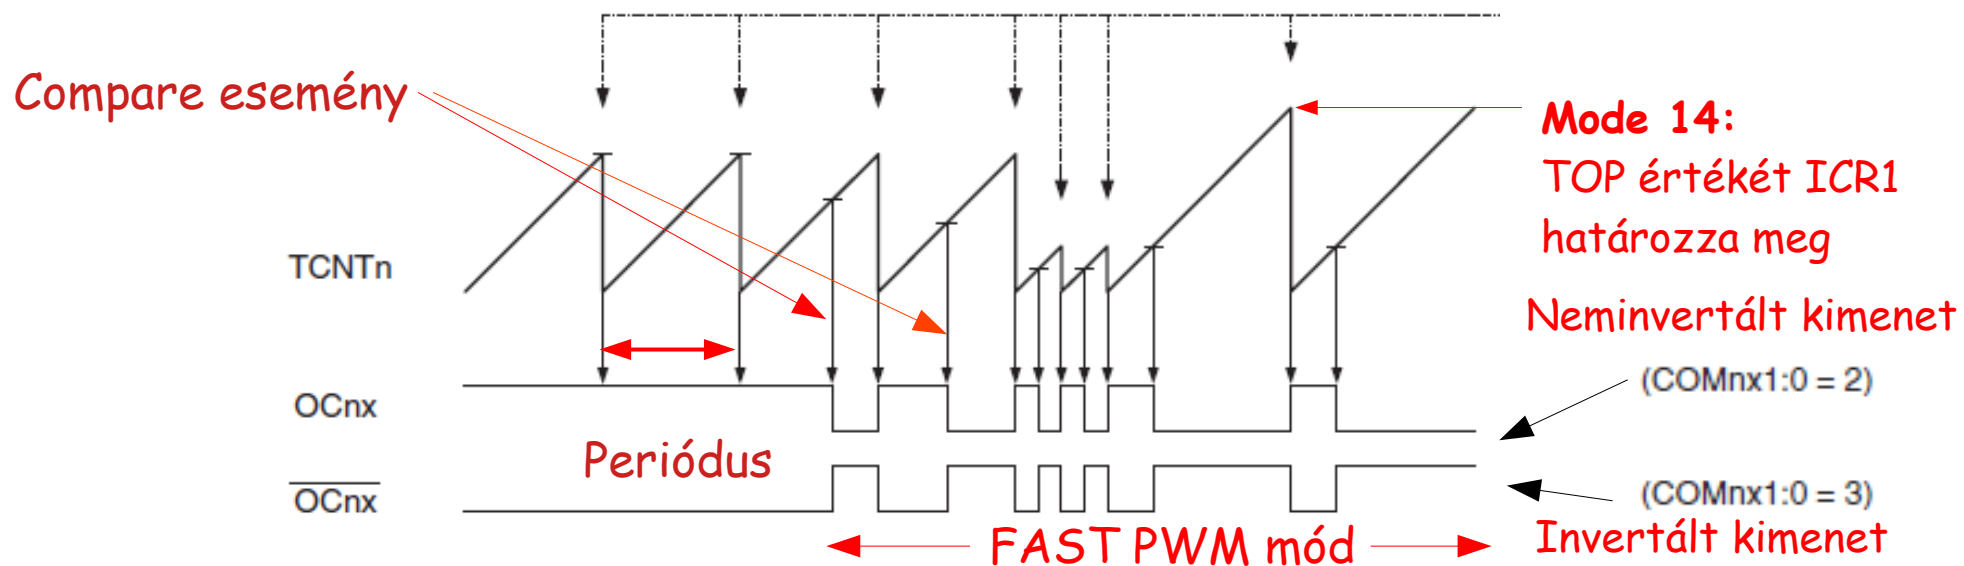 Compare esemény
Mode 14:
TOP értékét ICR1
határozza meg
TCNTn
Neminvertált kimenet
(COMnx1:0 = 2)
OCnx
Periódus
OCnx
(COMnx1:0 = 3)
FAST PWM mód
Invertált kimenet